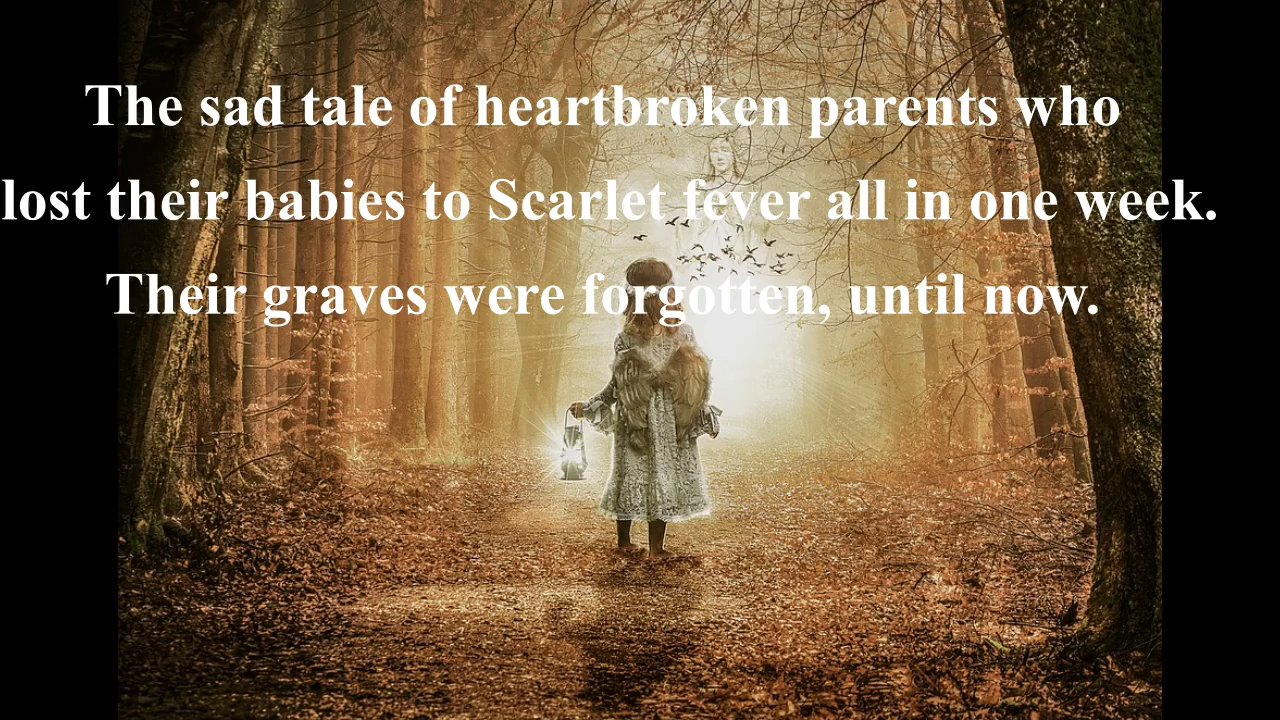 The sad tale of heartbroken parents who
lost their babies to Scarlet fever all in one week.
Their graves were forgotten, until now.